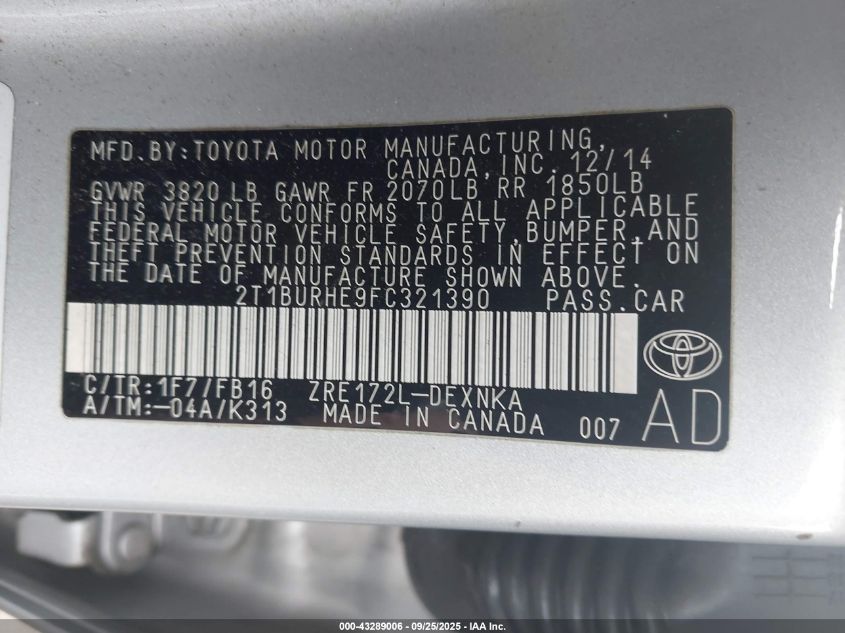 MFD.BY:TOYOTA MOTOR MANUFACTURING,
CANADA,INC. 12/14
GVWR 3820 LB GAWR FR 2070LB RR 1850LB
THIS VEHICLE CONFORMS TO ALL APPLICABLE
FEDERAL MOTOR VEHICLE SAFETY,BUMPER,AND
THEFT PREVENTION STANDARDS IN EFFECT ON
THE DATE OF MANUFACTURE SHOWN ABOVE.
2T1BURHE9FC321390 PASS.CAR
C/TR:1F7/FB16 ZRE172L-DEXNKA
A/TM:-04A/K313 MADE IN CANADA 007 AD
000-43289006 - 09/25/2025 - IAA Inc.